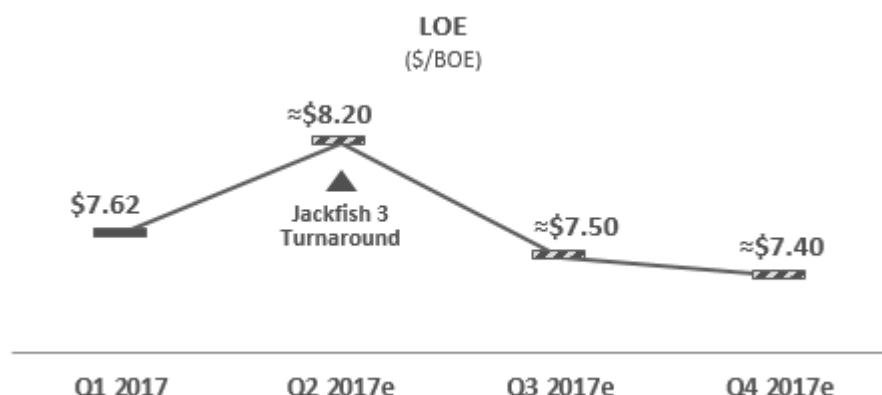 LOE
($/BOE)
≈$8.20
$7.62
Jackfish 3
Turnaround
≈$7.50
≈$7.40
Q1 2017
Q2 2017e
Q3 2017e
Q4 2017e